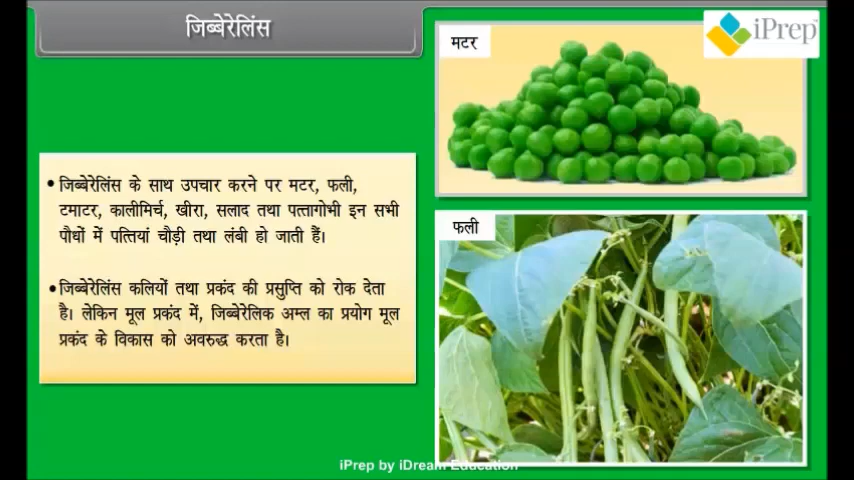 जिब्बेरेलिंस
मटर
iPrep
• जिब्बेरेलिंस के साथ उपचार करने पर मटर, फली,
टमाटर, कालीमिर्च, खीरा, सलाद तथा पत्तागोभी इन सभी
पौधों में पत्तियां चौड़ी तथा लंबी हो जाती हैं।
• जिब्बेरेलिंस कलियों तथा प्रकंद की प्रसुप्ति को रोक देता
है। लेकिन मूल प्रकंद में, जिब्बेरेलिक अम्ल का प्रयोग मूल
प्रकंद के विकास को अवरुद्ध करता है।
फली
iPrep by iDream Education